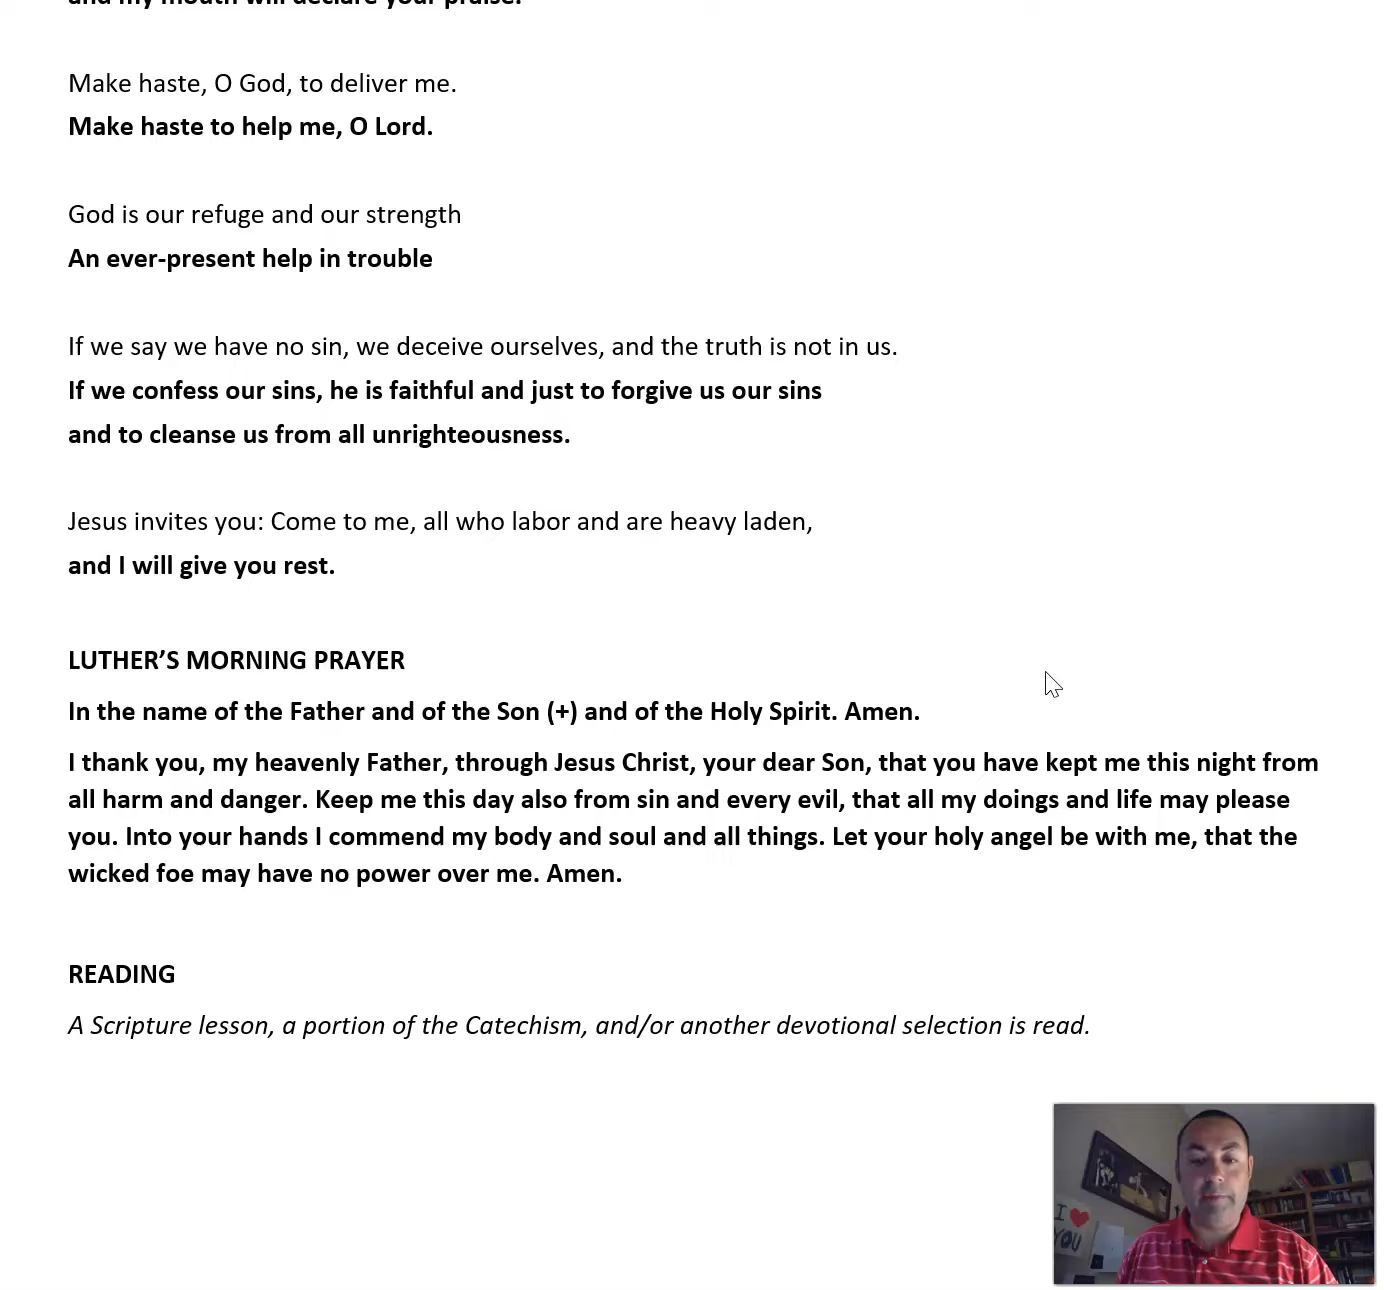 and my mouth will declare your praise.
Make haste, O God, to deliver me.
Make haste to help me, O Lord.
God is our refuge and our strength
An ever-present help in trouble
If we say we have no sin, we deceive ourselves, and the truth is not in us.
If we confess our sins, he is faithful and just to forgive us our sins
and to cleanse us from all unrighteousness.
Jesus invites you: Come to me, all who labor and are heavy laden,
and I will give you rest.
LUTHER’S MORNING PRAYER
In the name of the Father and of the Son (+) and of the Holy Spirit. Amen.
I thank you, my heavenly Father, through Jesus Christ, your dear Son, that you have kept me this night from
all harm and danger. Keep me this day also from sin and every evil, that all my doings and life may please
you. Into your hands I commend my body and soul and all things. Let your holy angel be with me, that the
wicked foe may have no power over me. Amen.
READING
A Scripture lesson, a portion of the Catechism, and/or another devotional selection is read.
I
YOU